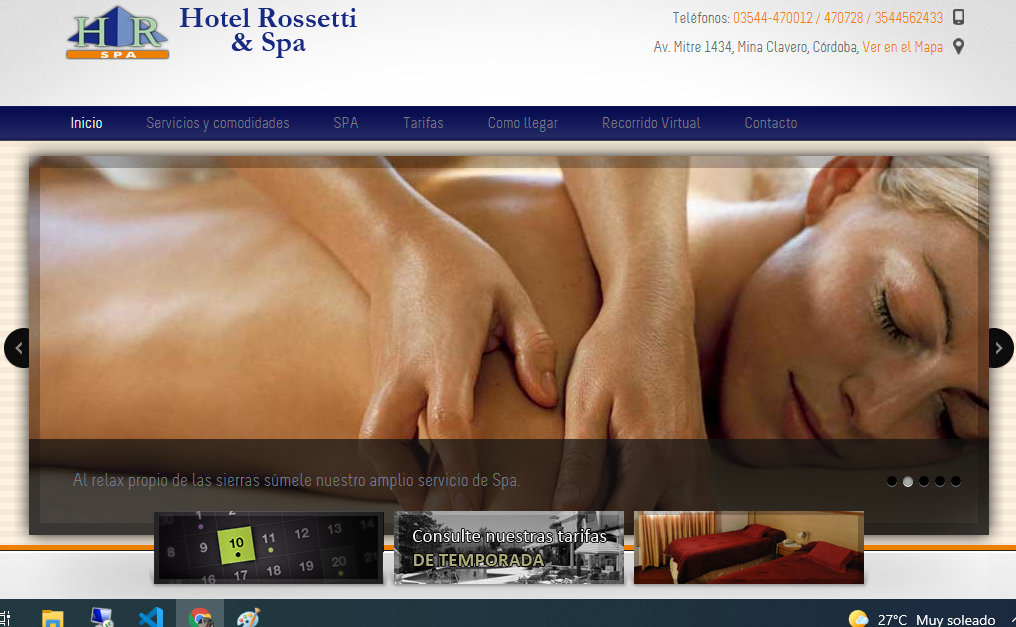 HR
SPA
Hotel Rossetti
& Spa
Teléfonos: 03544-470012 / 470728 / 3544562433
Av. Mitre 1434, Mina Clavero, Córdoba, Ver en el Mapa
Inicio Servicios y comodidades SPA Tarifas Como llegar Recorrido Virtual Contacto
Al relax propio de las sierras súmele nuestro amplio servicio de Spa.
30 1 2
8 9 10 11 12 13 14
16 17 18 19 20 21
Consulte nuestras tarifas
DE TEMPORADA
27°C Muy soleado